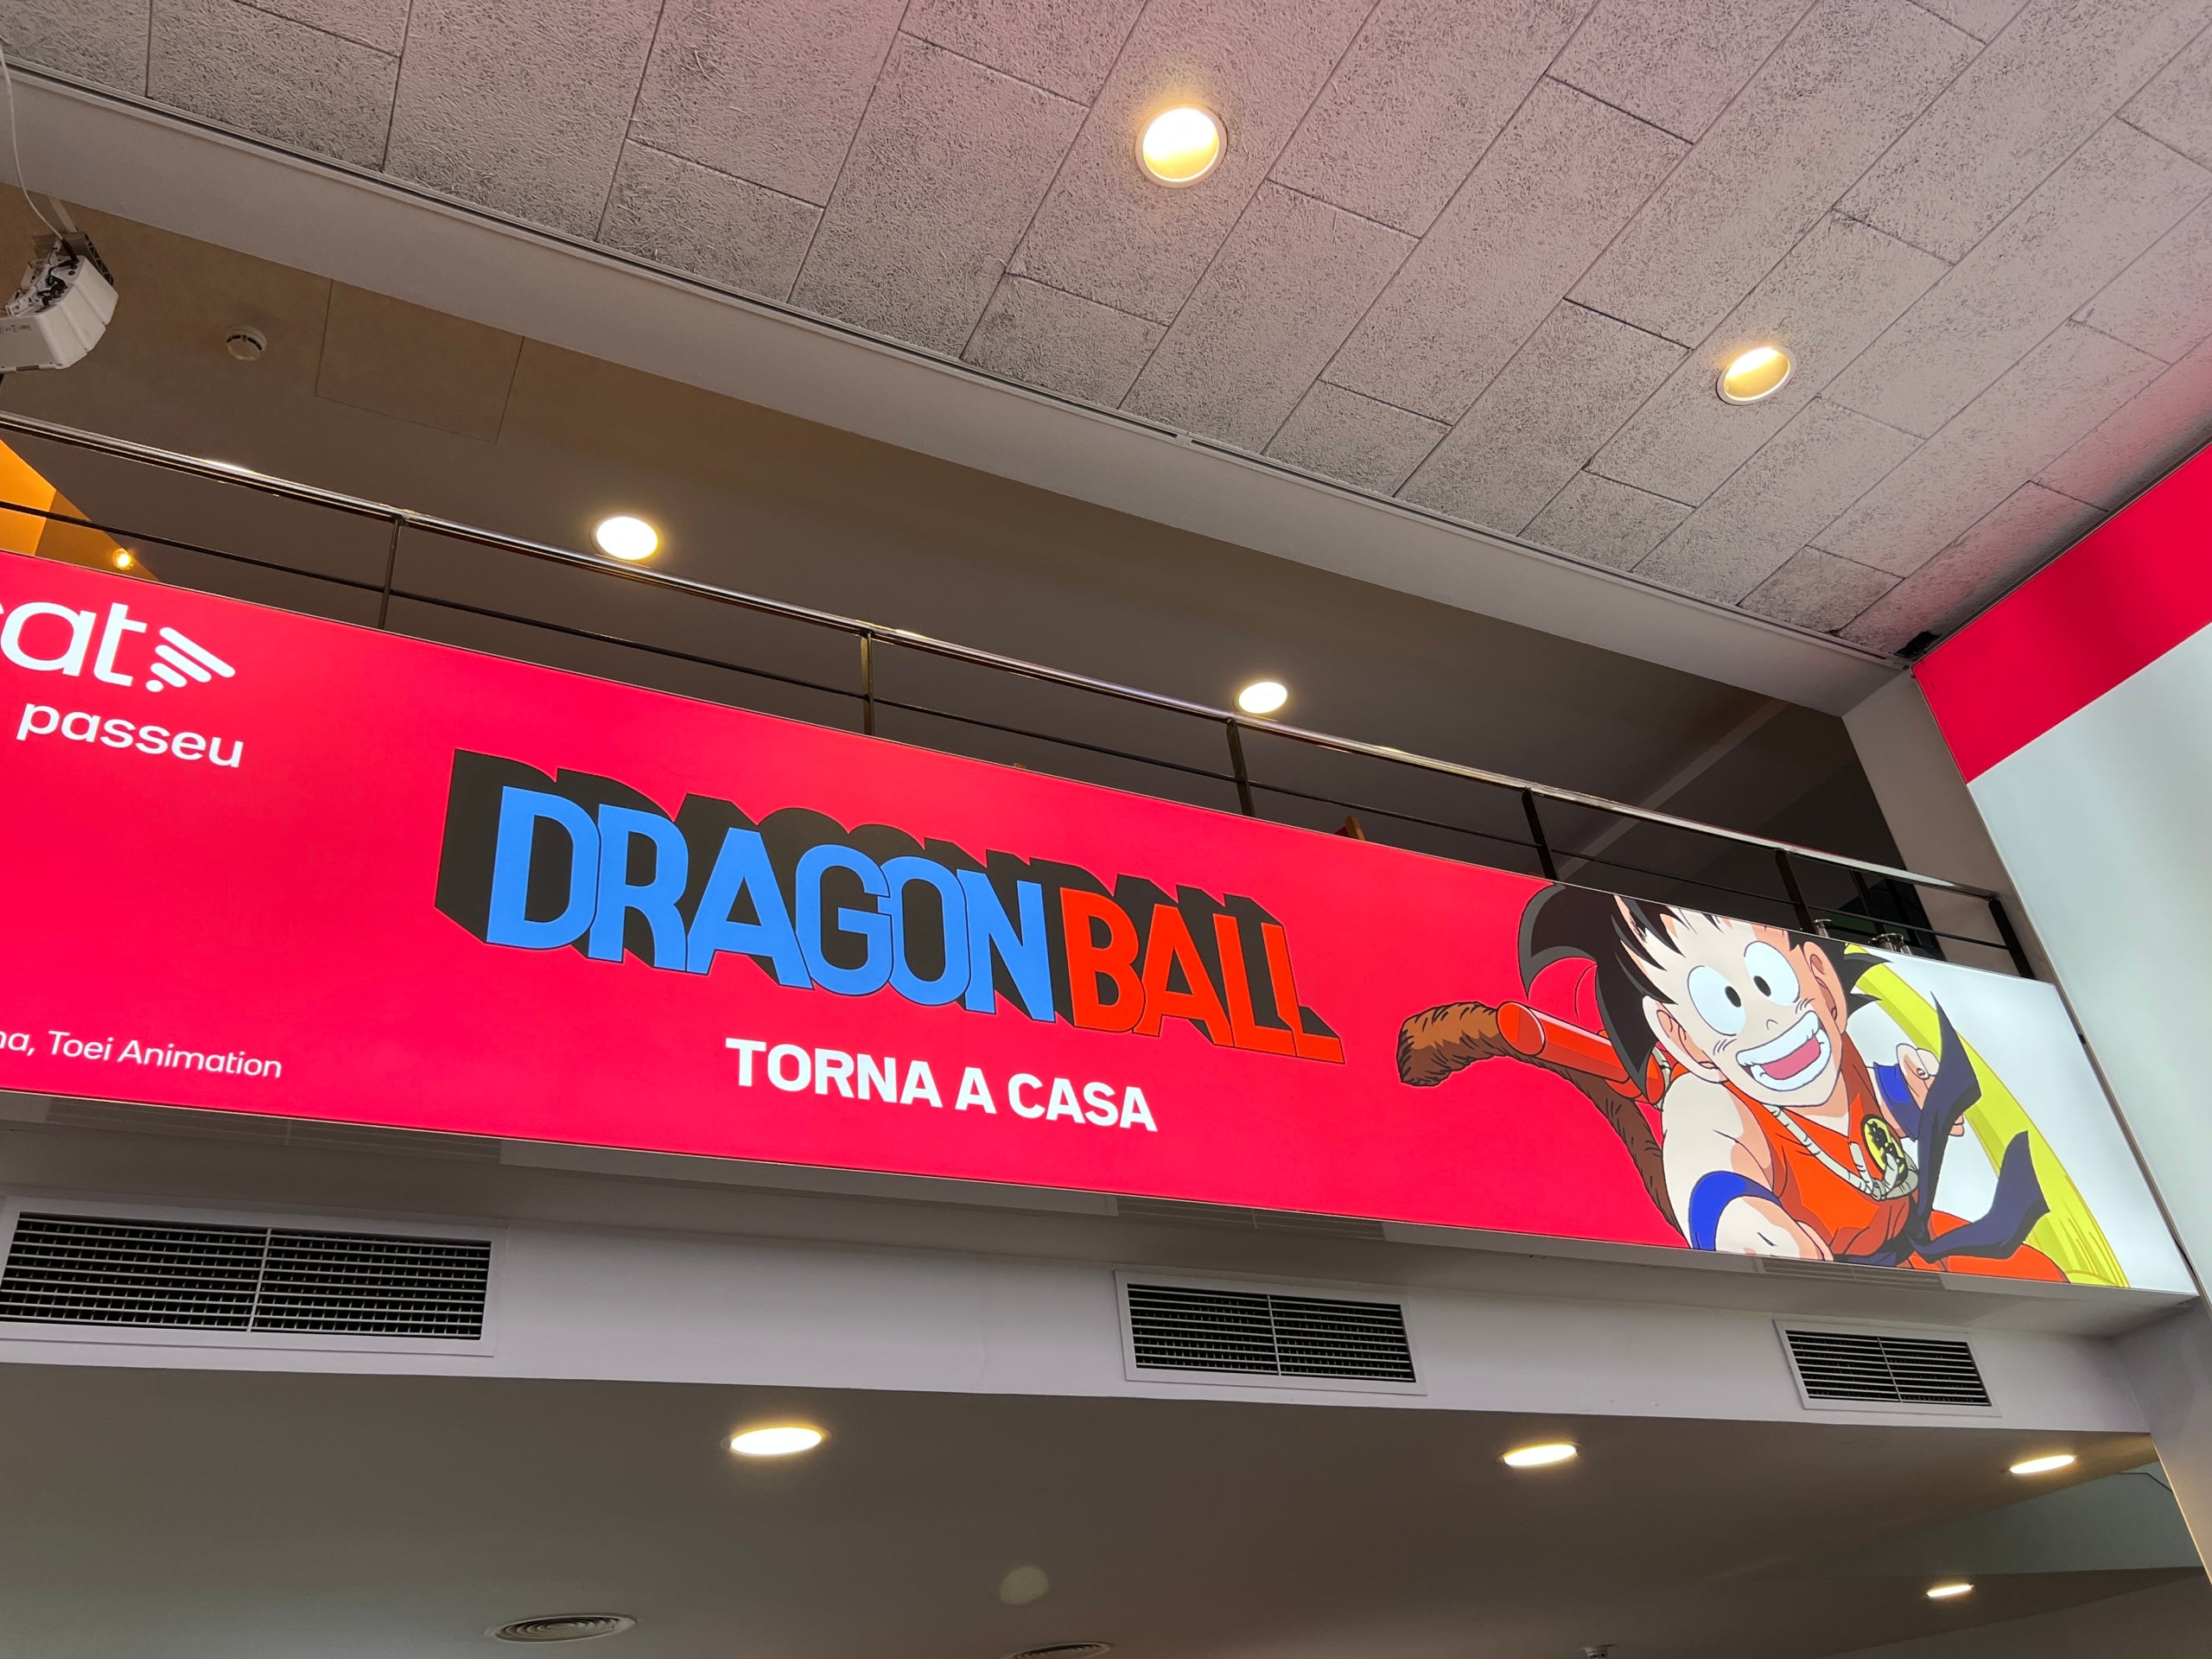 passeu
DRAGON BALL
TORNA A CASA
Toei Animation